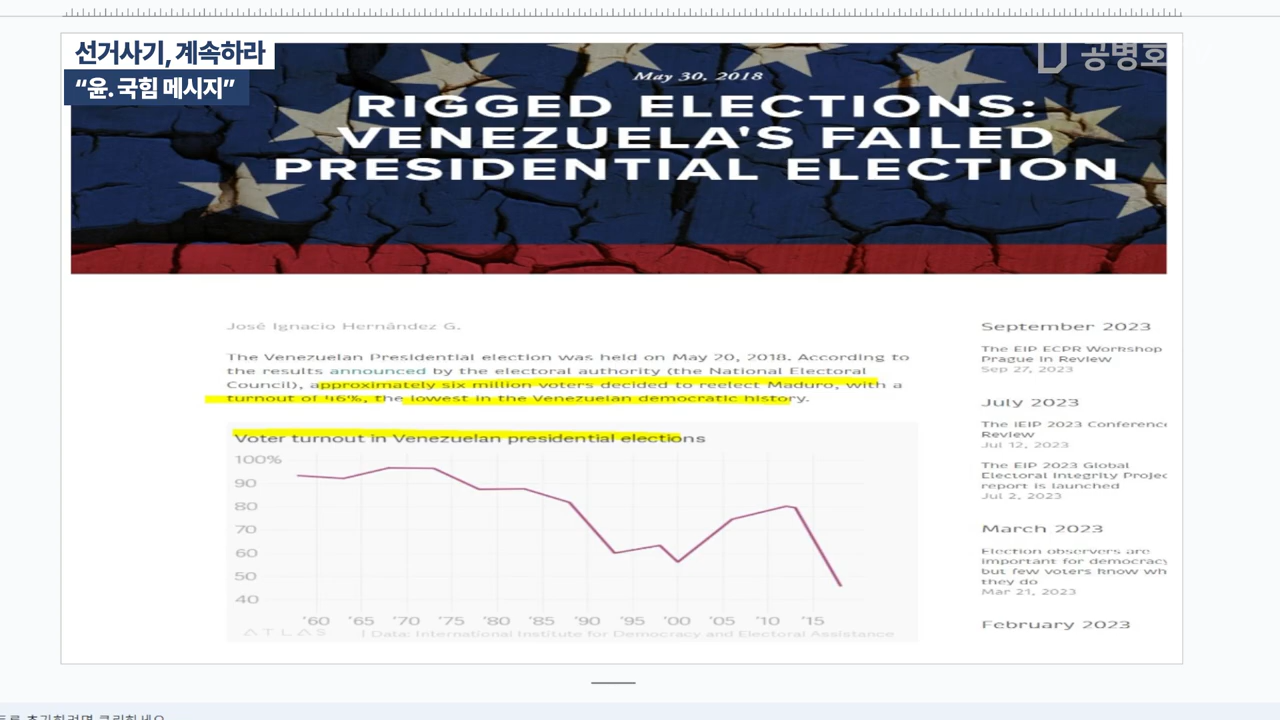 선거사기, 계속하라
“윤. 국힘 메시지”
공병호
May 30, 2018
RIGGED ELECTIONS:
VENEZUELA'S FAILED
PRESIDENTIAL ELECTION
José Ignacio Hernández G.
The Venezuelan Presidential election was held on May 20, 2018. According to
the results announced by the electoral authority (the National Electoral
Council), approximately six million voters decided to reelect Maduro, with a
turnout of 46%, the lowest in the Venezuelan democratic history.
Voter turnout in Venezuelan presidential elections
100%
90
80
70
60
50
40
'60 '65 '70 '75 '80 '85 '90 '95 '00 '05 '10 '15
ATLAS | Data: International Institute for Democracy and Electoral Assistance
September 2023
The EIP ECPR Workshop
Prague in Review
Sep 27, 2023
July 2023
The IEIP 2023 Conference
Review
Jul 12, 2023
The EIP 2023 Global
Electoral Integrity Projec
report is launched
Jul 2, 2023
March 2023
Election observers are
important for democracy
but few voters know wh
they do
Mar 21, 2023
February 2023